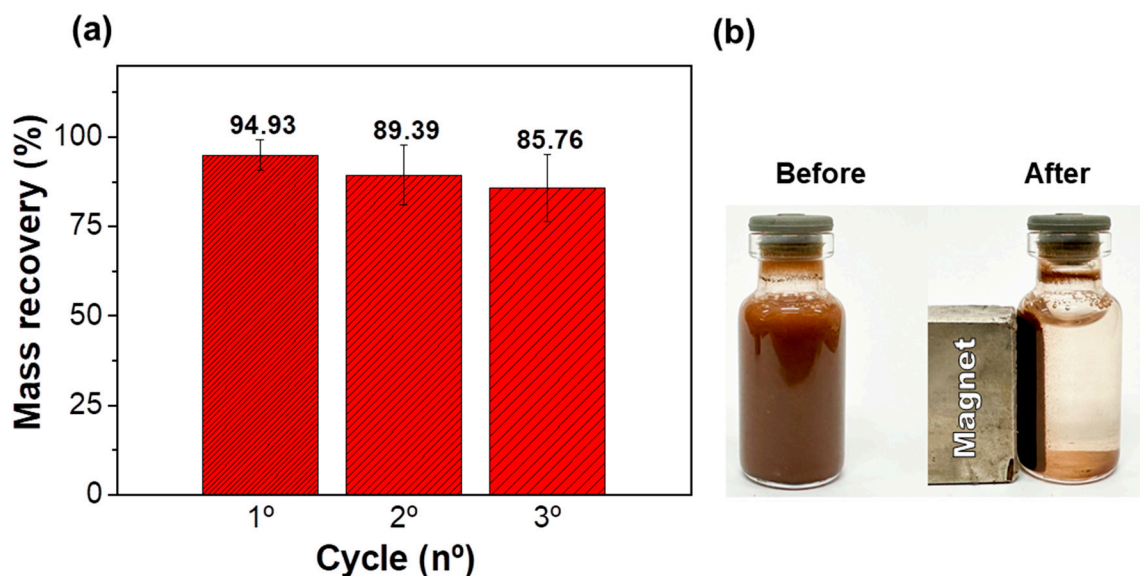 (a)
Mass recovery (%)
100
75
50
25
0
94.93
89.39
85.76
1º
2º
3º
Cycle (nº)
(b)
Before
After
Magnet